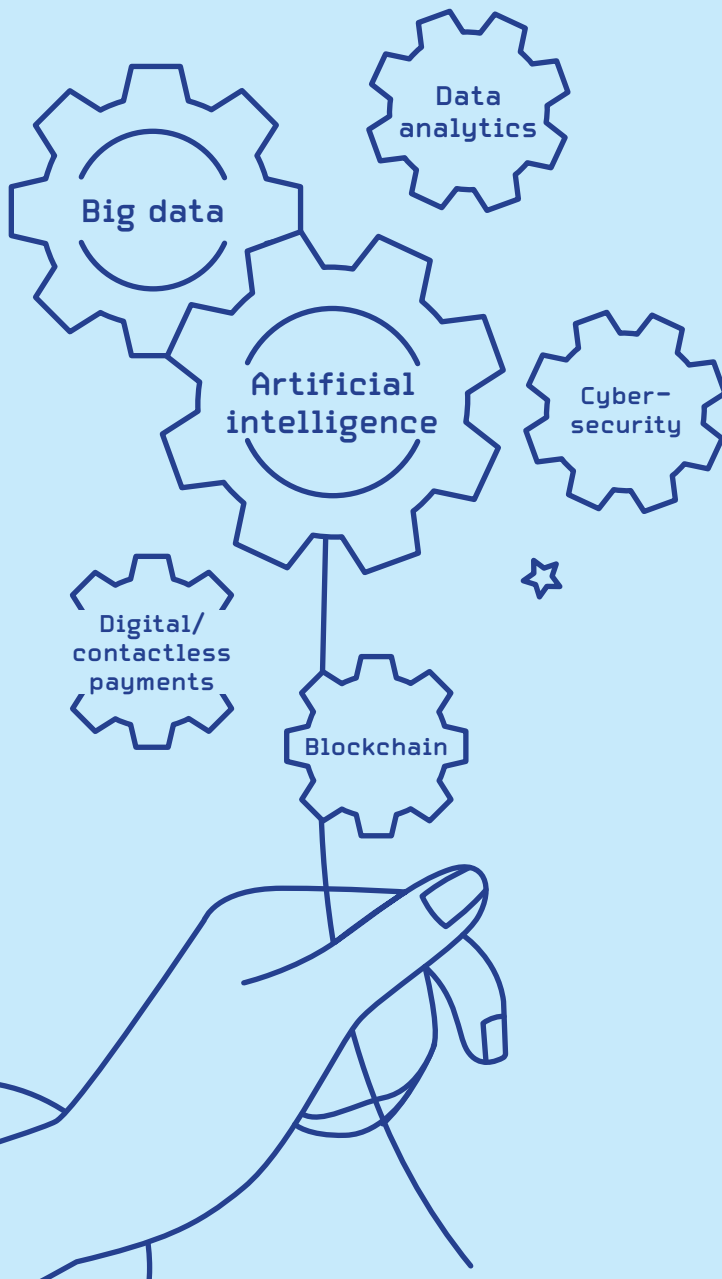 Data
analytics
Big data
Artificial
intelligence
Cyber-
security
Digital/
contactless
payments
Blockchain